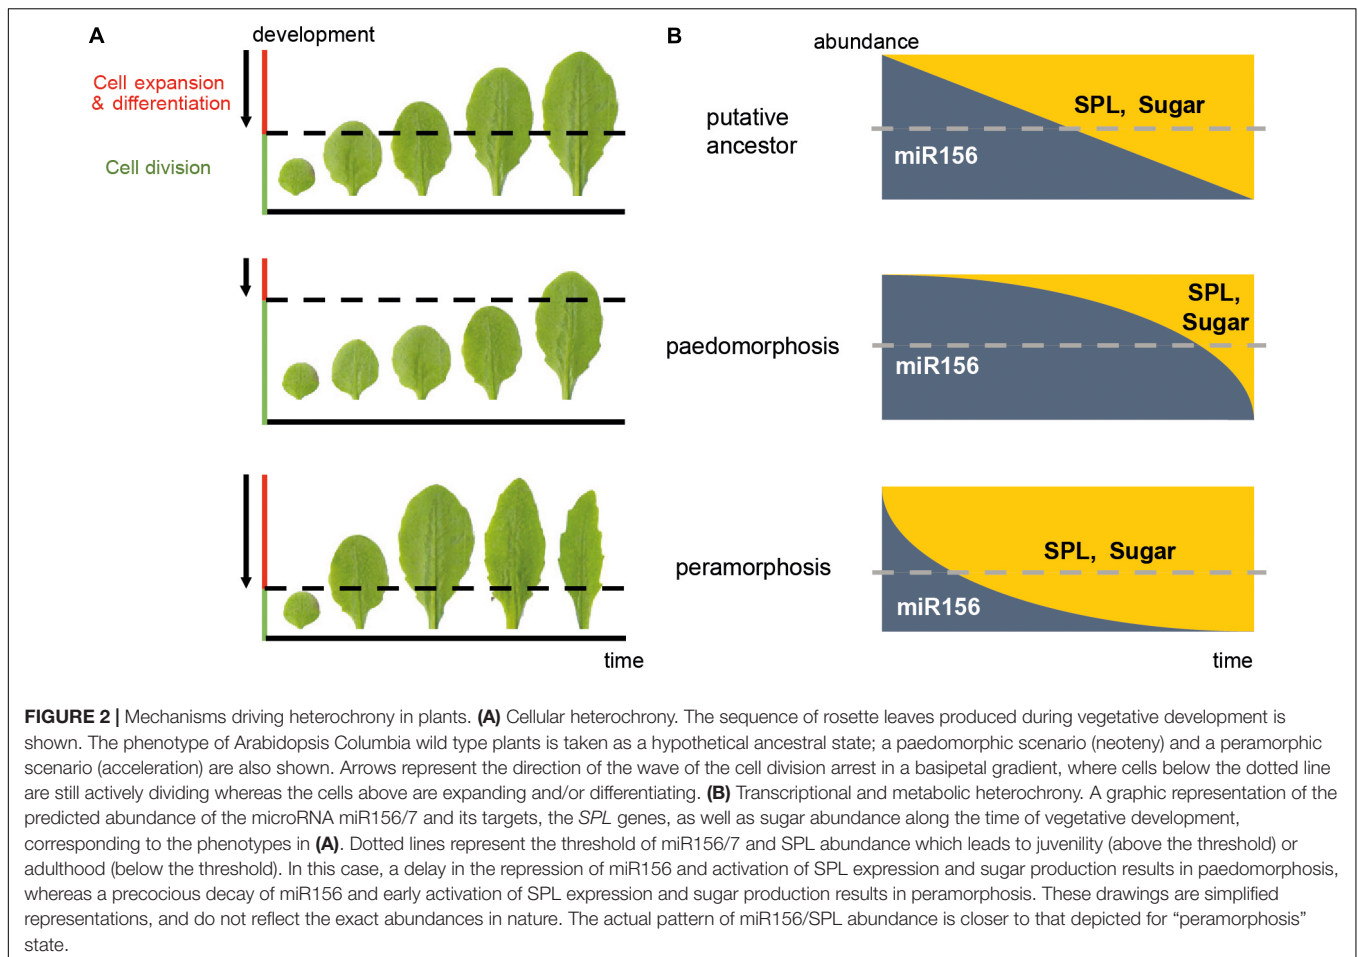 A
development
Cell expansion
& differentiation
Cell division
B
abundance
putative
ancestor
SPL, Sugar
miR156
paedomorphosis
SPL,
Sugar
miR156
peramorphosis
SPL, Sugar
miR156
time
time
FIGURE 2 | Mechanisms driving heterochrony in plants. (A) Cellular heterochrony. The sequence of rosette leaves produced during vegetative development is
shown. The phenotype of Arabidopsis Columbia wild type plants is taken as a hypothetical ancestral state; a paedomorphic scenario (neoteny) and a peramorphic
scenario (acceleration) are also shown. Arrows represent the direction of the wave of the cell division arrest in a basipetal gradient, where cells below the dotted line
are still actively dividing whereas the cells above are expanding and/or differentiating. (B) Transcriptional and metabolic heterochrony. A graphic representation of the
predicted abundance of the microRNA miR156/7 and its targets, the SPL genes, as well as sugar abundance along the time of vegetative development,
corresponding to the phenotypes in (A). Dotted lines represent the threshold of miR156/7 and SPL abundance which leads to juvenility (above the threshold) or
adulthood (below the threshold). In this case, a delay in the repression of miR156 and activation of SPL expression and sugar production results in paedomorphosis,
whereas a precocious decay of miR156 and early activation of SPL expression and sugar production results in peramorphosis. These drawings are simplified
representations, and do not reflect the exact abundances in nature. The actual pattern of miR156/SPL abundance is closer to that depicted for “peramorphosis”
state.